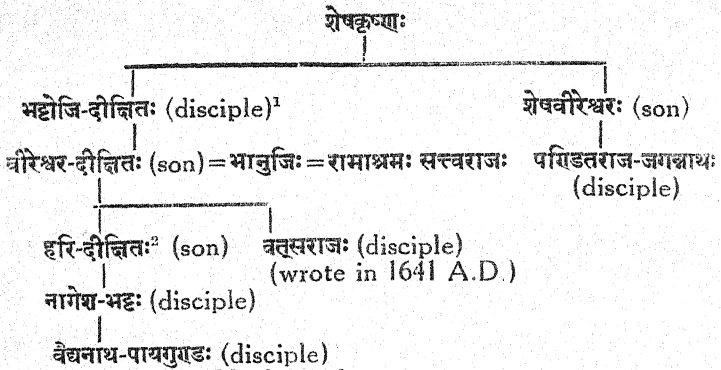 शेषकृष्णः
भट्टोजि-दीक्षितः (disciple)¹ शेषवीरेश्वरः (son)
वीरेश्वर-दीक्षितः (son)=भानुजिः=रामाश्रमः सत्त्वराजः पण्डितराज-जगन्नाथः
(disciple)
हरि-दीक्षितः² (son) वत्सराजः (disciple)
(wrote in 1641 A.D.)
नागेश-भट्टः (disciple)
वैद्यनाथ-पायगुण्डः (disciple)